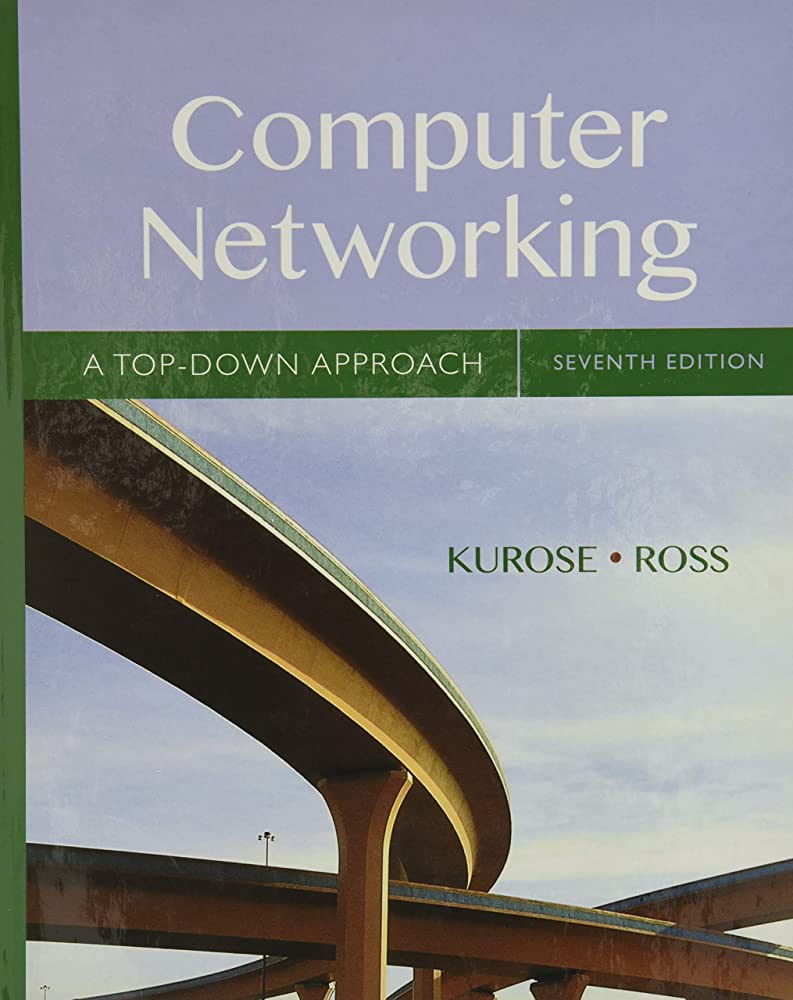 Computer
Networking
A TOP-DOWN APPROACH
SEVENTH EDITION
KUROSE • ROSS